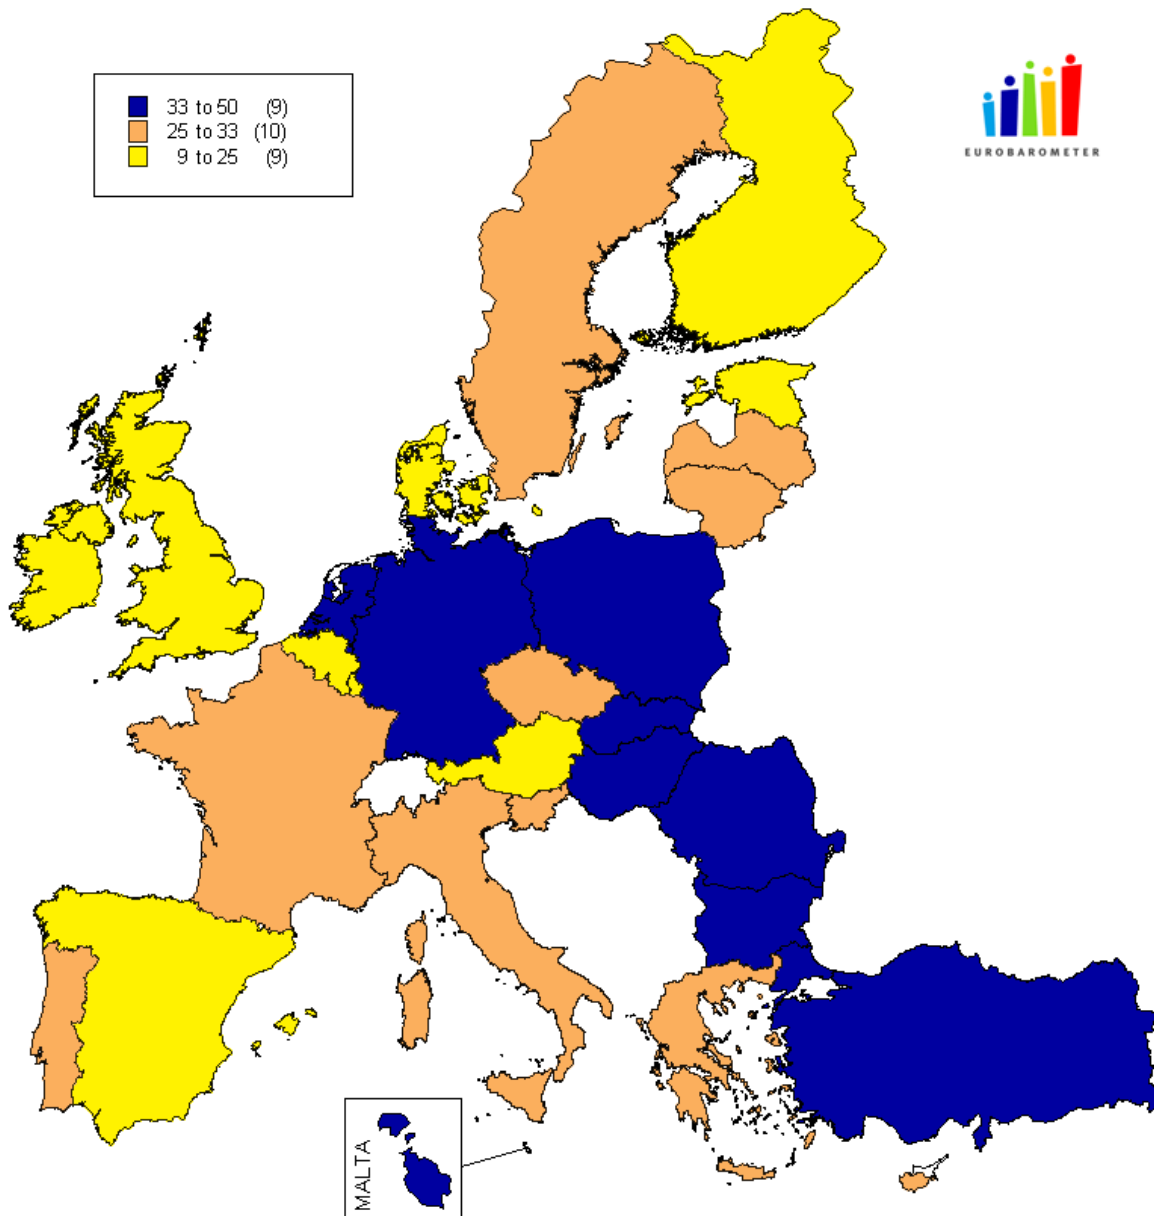 33 to 50 (9)
25 to 33 (10)
9 to 25 (9)
EUROBAROMETER
MALTA